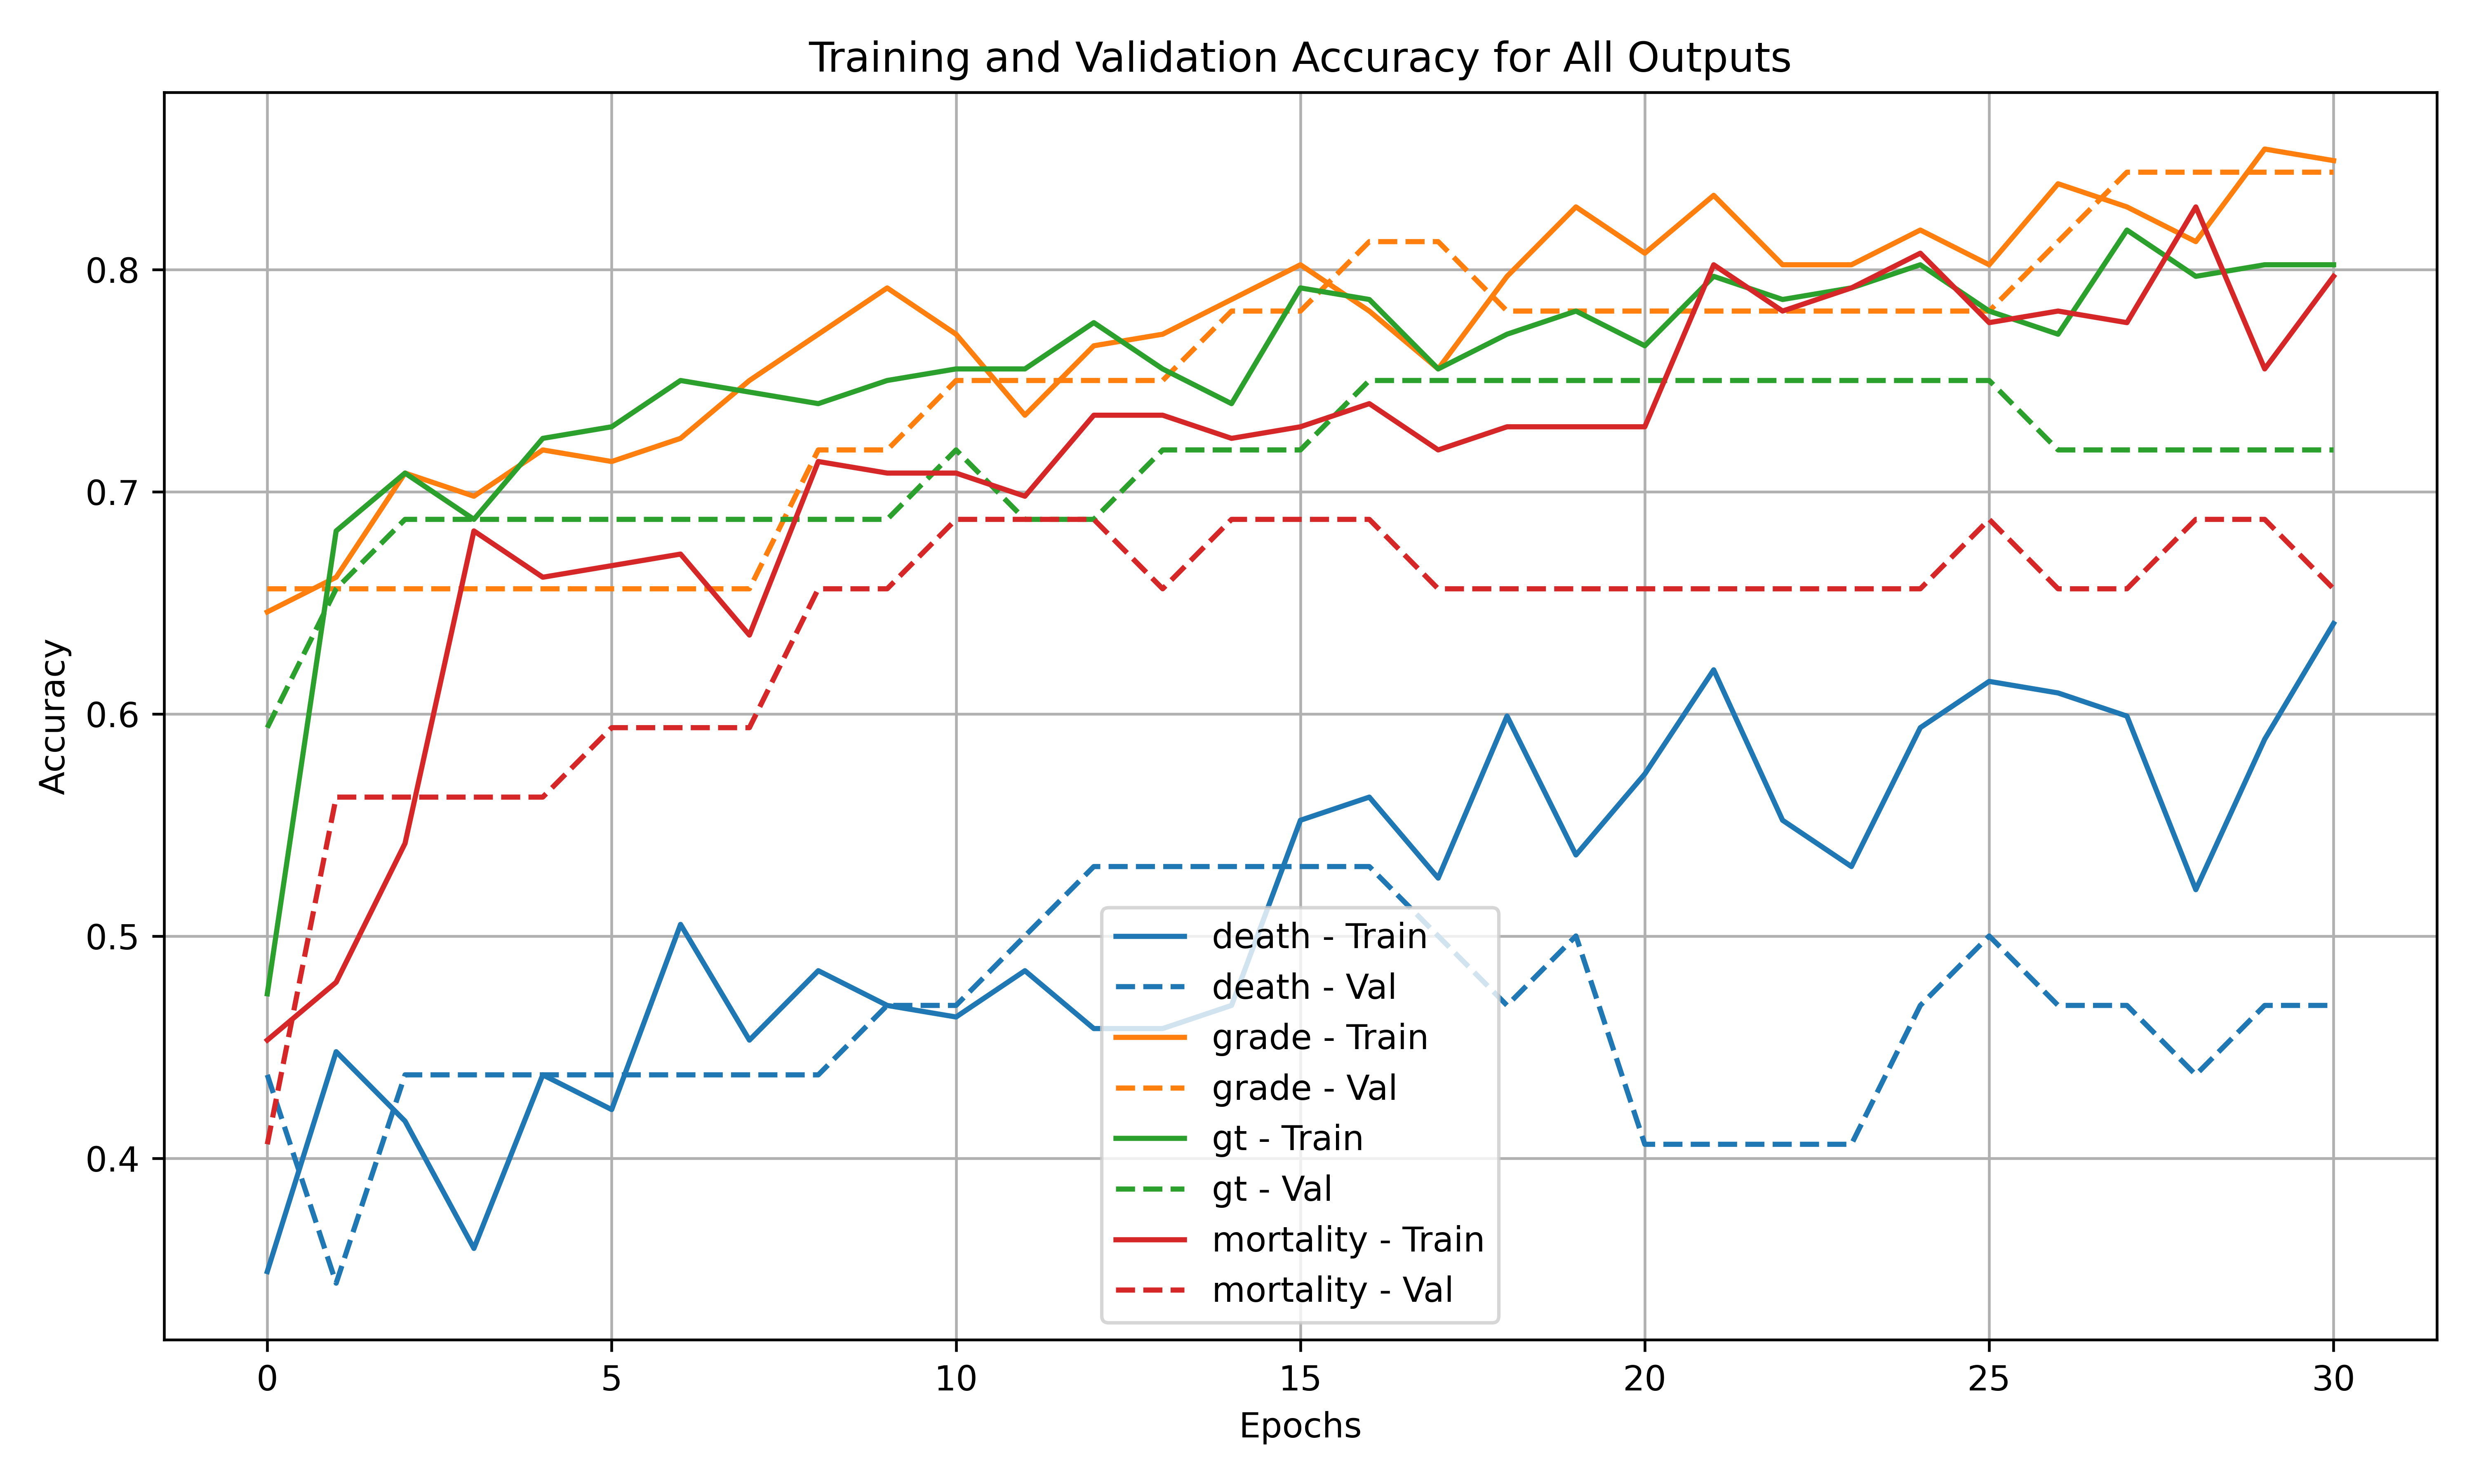 Training and Validation Accuracy for All Outputs
Accuracy
0.8
0.7
0.6
0.5
0.4
death - Train
death - Val
grade - Train
grade - Val
gt - Train
gt - Val
mortality - Train
mortality - Val
0 5 10 15 20 25 30
Epochs